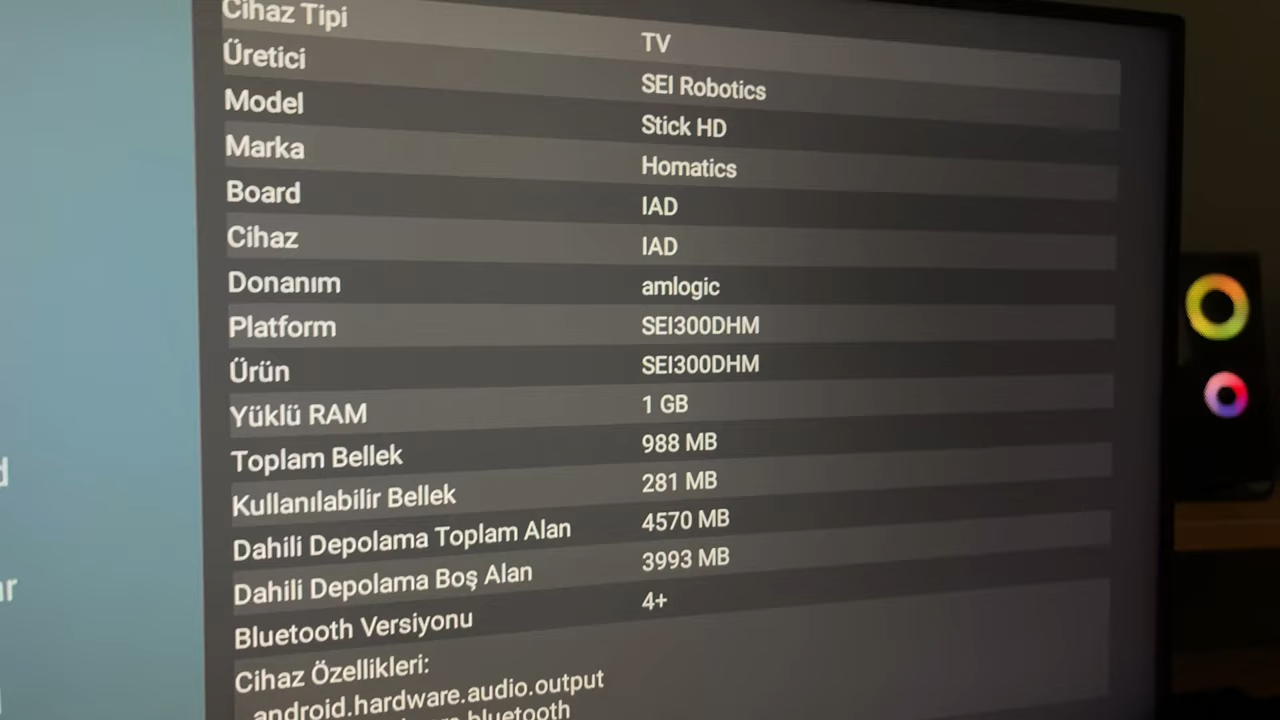 Cihaz Tipi TV
Üretici SEI Robotics
Model Stick HD
Marka Homatics
Board IAD
Cihaz IAD
Donanım amlogic
Platform SEI300DHM
Ürün SEI300DHM
Yüklü RAM 1 GB
Toplam Bellek 988 MB
Kullanılabilir Bellek 281 MB
Dahili Depolama Toplam Alan 4570 MB
Dahili Depolama Boş Alan 3993 MB
Bluetooth Versiyonu 4+
Cihaz Özellikleri:
android.hardware.audio.output
bluetooth